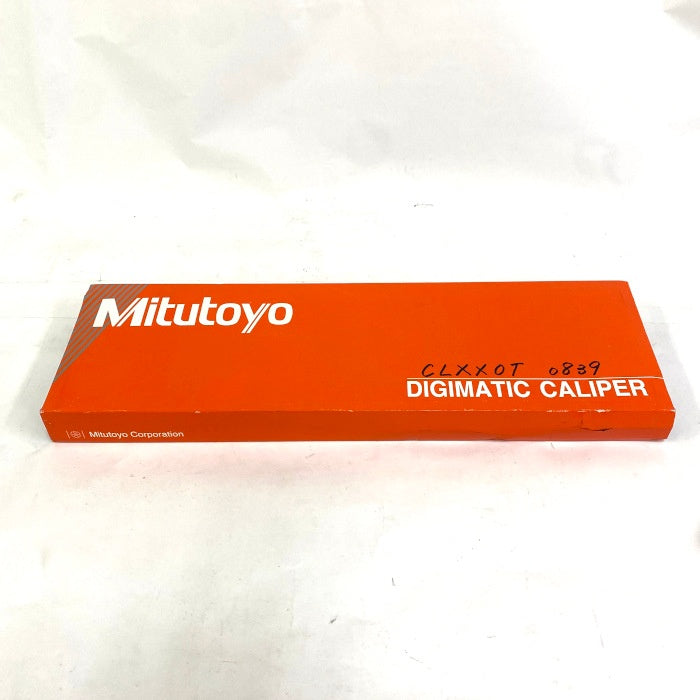 Mitutoyo
CLXXOT 0839
DIGIMATIC CALIPER
Mitutoyo Corporation